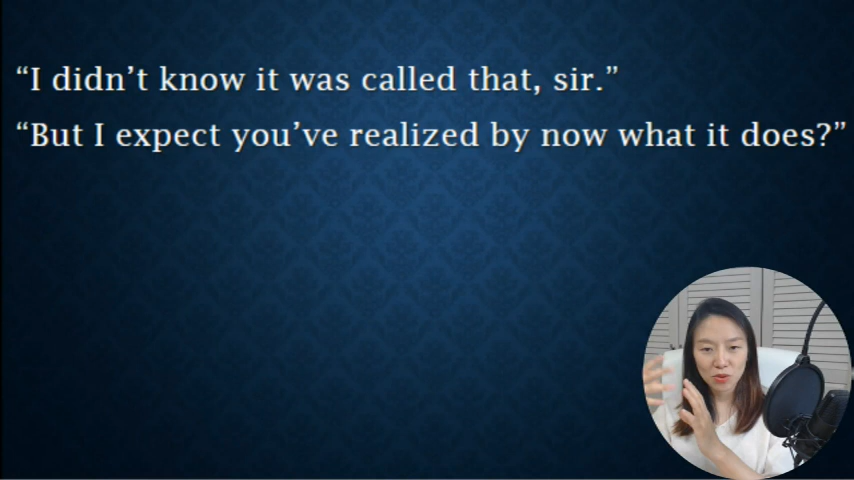 “I didn’t know it was called that, sir.”
“But I expect you’ve realized by now what it does?”